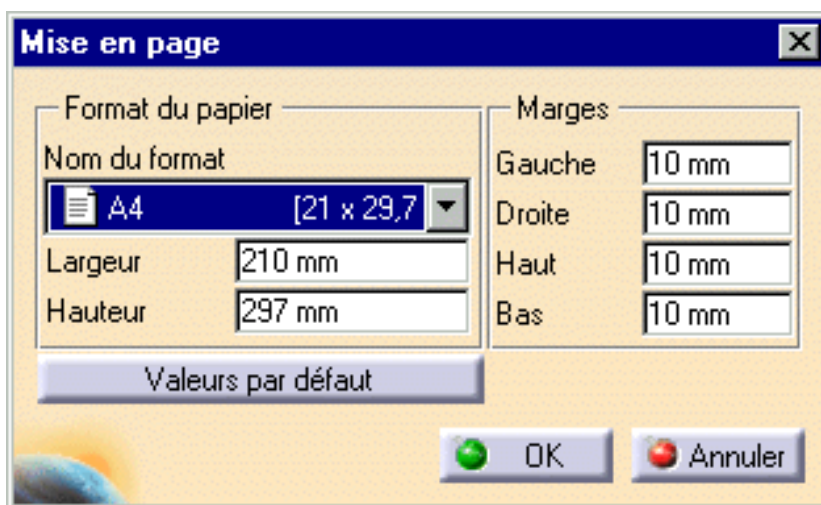 Mise en page
Format du papier
Nom du format
A4 [21 x 29,7
Largeur 210 mm
Hauteur 297 mm
Valeurs par défaut
Marges
Gauche 10 mm
Droite 10 mm
Haut 10 mm
Bas 10 mm
OK Annuler